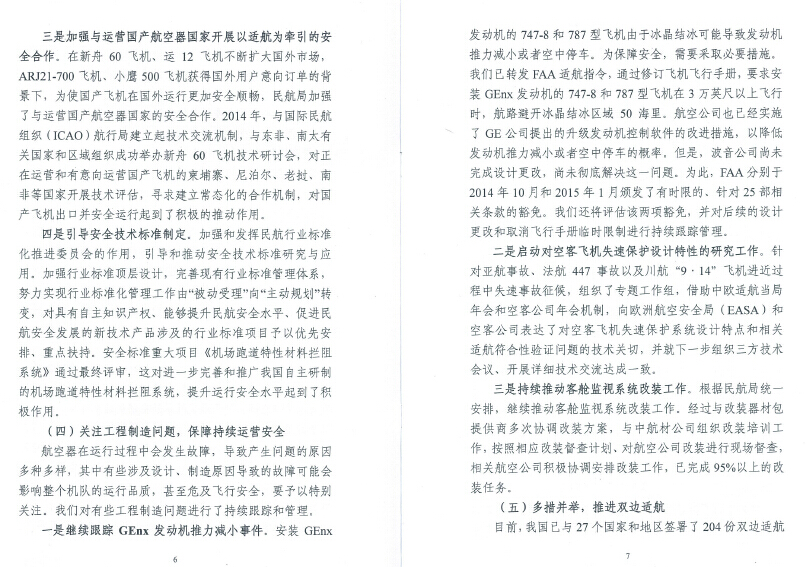 三是加强与运营国产航空器国家开展以适航为牵引的安
全合作。在新舟 60 飞机、运 12 飞机不断扩大国外市场,
ARJ21-700 飞机、小鹰 500 飞机获得国外用户意向订单的背
景下，为使国产飞机在国外运行更加安全顺畅，民航局加强
了与运营国产航空器国家的安全合作。2014 年，与国际民航
组织（ICAO）航行局建立起技术交流机制，与东非、南太有
关国家和区域组织成功举办新舟 60 飞机技术研讨会，对正
在运营和有意向运营国产飞机的柬埔寨、尼泊尔、老挝、南
非等国家开展技术评估，寻求建立常态化的合作机制，对国
产飞机出口并安全运行起到了积极的推动作用。
四是引导安全技术标准制定。加强和发挥民航行业标准
化推进委员会的作用，引导和推动安全技术标准研究与应
用。加强行业标准顶层设计，完善现有行业标准管理体系，
努力实现行业标准化管理工作由“被动受理”向“主动规划”转
变，对具有自主知识产权、能够提升民航安全水平、促进民
航安全发展的新技术产品涉及的行业标准项目予以优先安
排、重点扶持。安全标准重大项目《机场跑道特性材料拦阻
系统》通过最终评审，这对进一步完善和推广我国自主研制
的机场跑道特性材料拦阻系统，提升运行安全水平起到了积
极作用。
（四）关注工程制造问题，保障持续运营安全
航空器在运行过程中会发生故障，导致产生问题的原因
多种多样，其中有些涉及设计、制造原因导致的故障可能会
影响整个机队的运行品质，甚至危及飞行安全，要予以特别
关注。我们对有些工程制造问题进行了持续跟踪和管理，
一是继续跟踪 GEnx 发动机推力减小事件。安装 GEnx
6
发动机的 747-8 和 787 型飞机由于冰晶结冰可能导致发动机
推力减小或者空中停车。为保障安全，需要采取必要措施。
我们已转发 FAA 适航指令，通过修订飞机飞行手册，要求安
装 GEnx 发动机的 747-8 和 787 型飞机在 3 万英尺以上飞行
时，航路避开冰晶结冰区域 50 海里。航空公司也已经实施
了 GE 公司提出的升级发动机控制软件的改进措施，以降低
发动机推力减小或者空中停车的概率。但是，波音公司尚未
完成设计更改，尚未彻底解决这一问题。为此，FAA 分别于
2014 年 10 月和 2015 年 1 月颁发了有时限的、针对 25 部相
关条款的豁免。我们还将评估该两项豁免，并对后续的设计
更改和取消飞行手册临时限制进行持续跟踪管理。
二是启动对空客飞机失速保护设计特性的研究工作。针
对亚航事故、法航 447 事故以及川航“9・14”飞机进近过
程中失速事故征候，组织了专题工作组，借助中欧适航当局
年会和空客公司年会机制，向欧洲航空安全局（EASA）和
空客公司表达了对空客飞机失速保护系统设计特点和相关
适航符合性验证问题的技术关切，并就下一步组织三方技术
会议、开展详细技术交流达成一致。
三是持续推动客舱监视系统改装工作。根据民航局统一
安排，继续推动客舱监视系统改装工作。经过与改装器材包
提供商多次协调改装方案，与中航材公司组织改装培训工
作，按照相应改装督查计划、对航空公司改装进行现场督查，
相关航空公司积极协调安排改装工作，已完成 95%以上的改
装任务。
（五）多措并举，推进双边适航
目前，我国已与 27 个国家和地区签署了 204 份双边适航
7